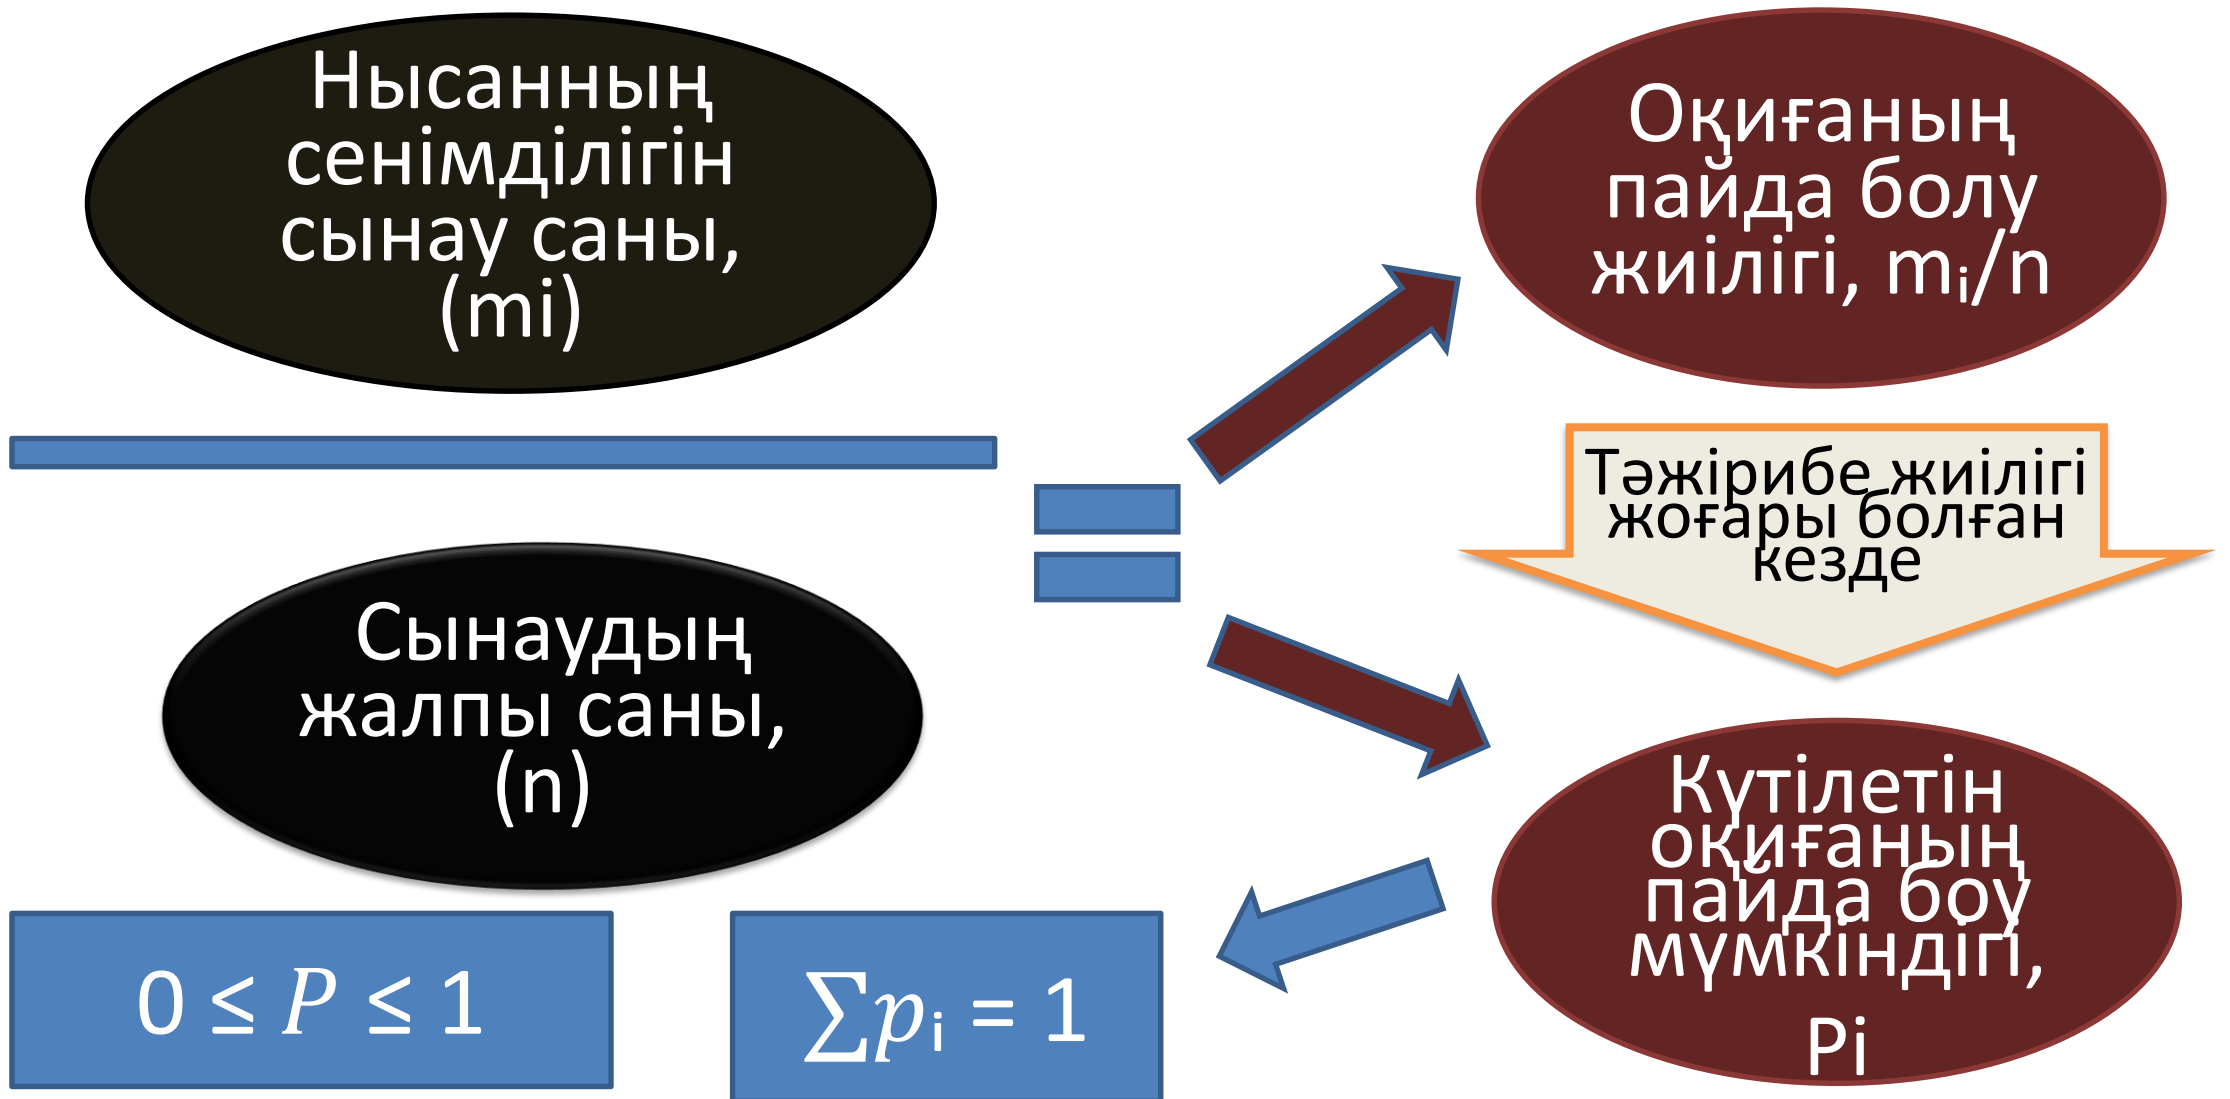 Нысанның
сенімділігін
сынау саны,
(mi)
Сынаудың
жалпы саны,
(n)
Оқиғаның
пайда болу
жиілігі, mᵢ/n
Тәжірибе жиілігі
жоғары болған
кезде
Күтілетін
оқиғаның
пайда боу
мүмкіндігі,
Pi
0 ≤ P ≤ 1
∑pᵢ = 1